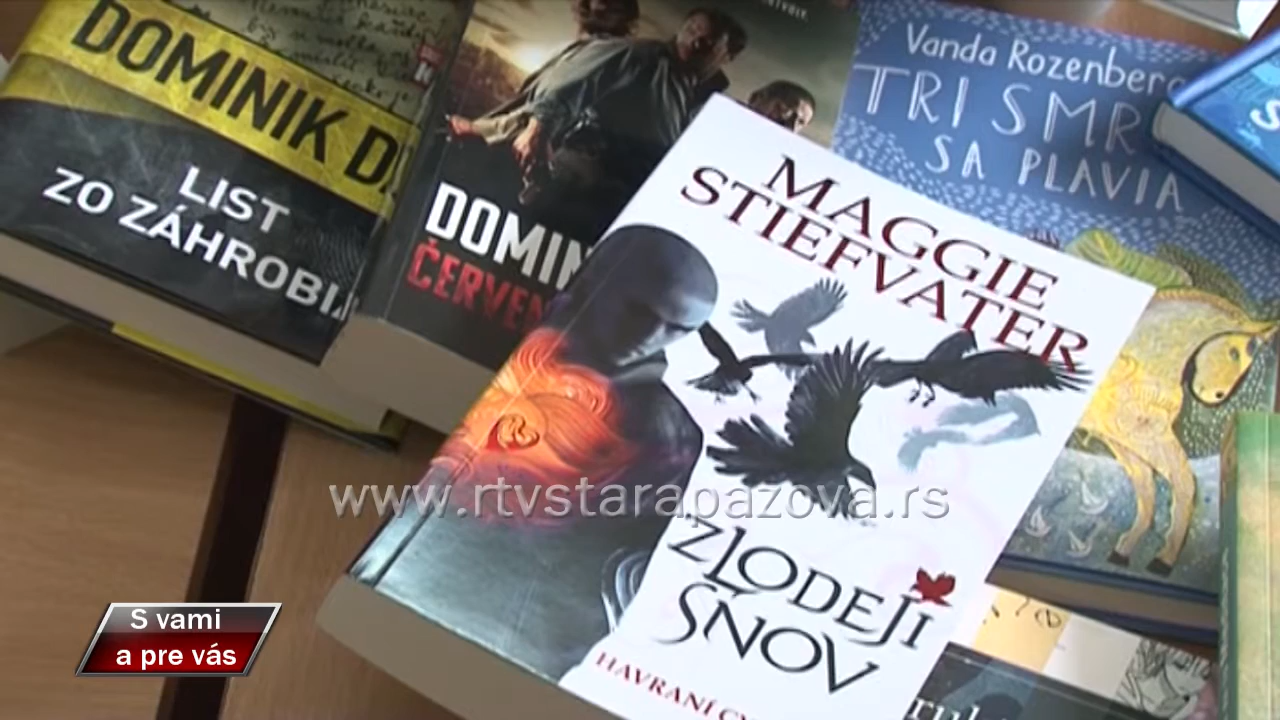 DOMINIK
LIST
ZO ZÁHROBIA
DOMIN
ČERVEN
MAGGIE
STIEFVATER
ZLODEJI
SNOV
HAVRANÍ
Vanda Rozenberg
TRI SMR
SA PLAVIA
S
www.rtvstarapazova.rs
S vami
a pre vás